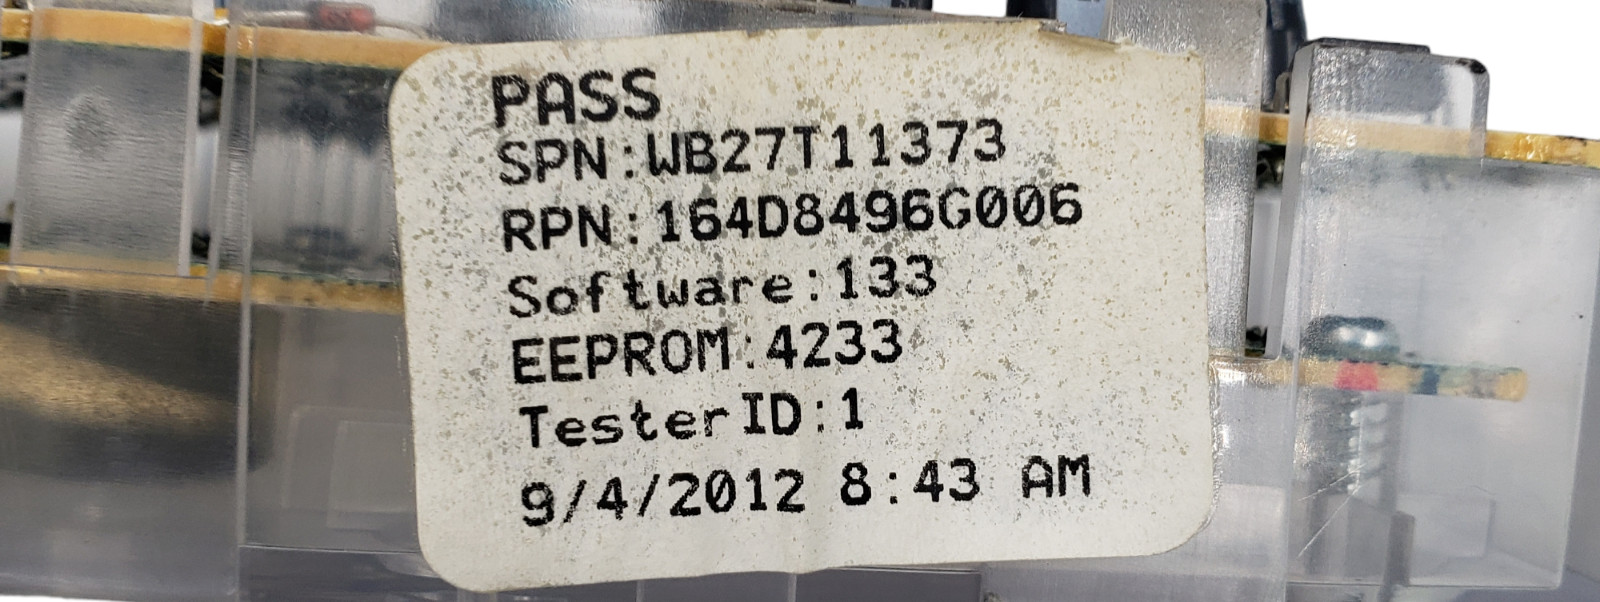 PASS
SPN:WB27T11373
RPN:164D8496G006
Software:133
EEPROM:4233
Tester ID:1
9/4/2012 8:43 AM